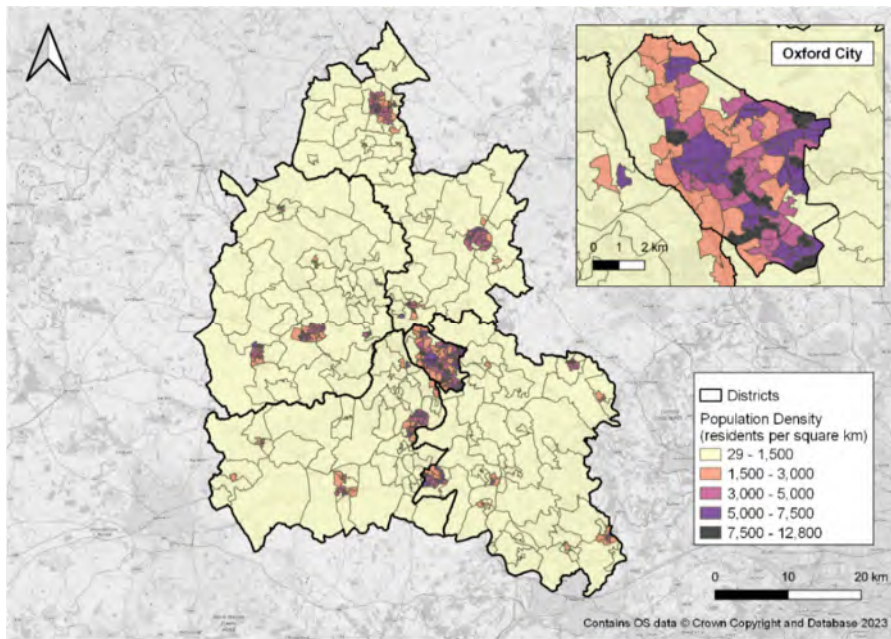 Oxford City
0 1 2 km
Districts
Population Density
(residents per square km)
29 - 1,500
1,500 - 3,000
3,000 - 5,000
5,000 - 7,500
7,500 - 12,800
0 10 20 km
Contains OS data © Crown Copyright and Database 2023